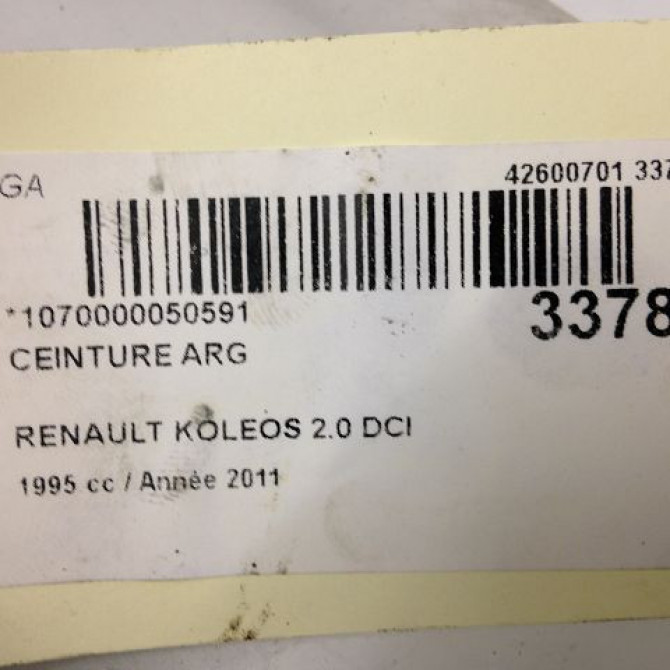 GA
42600701 337
*1070000050591
3378
CEINTURE ARG
RENAULT KOLEOS 2.0 DCI
1995 cc / Année 2011